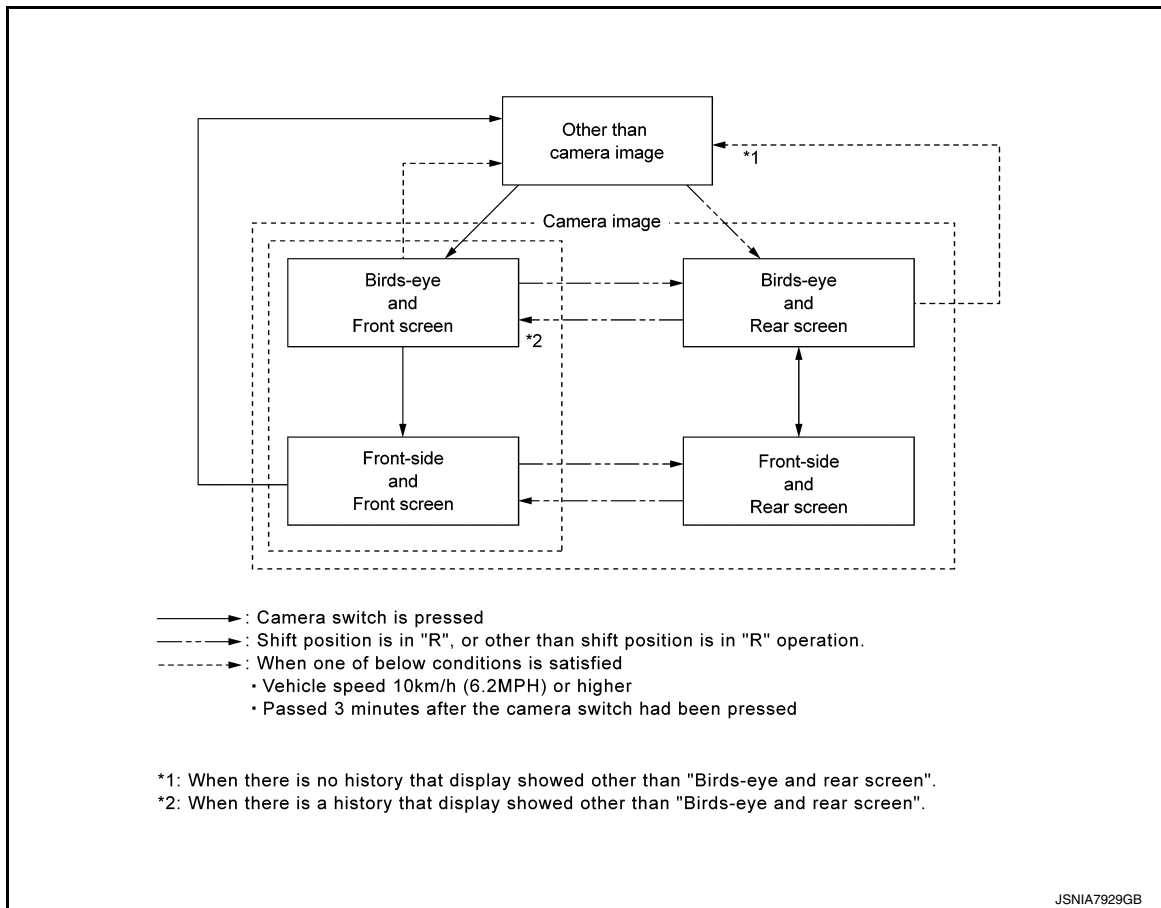 Other than
camera image
*1
Camera image
Birds-eye
and
Front screen
Birds-eye
and
Rear screen
*2
Front-side
and
Front screen
Front-side
and
Rear screen
: Camera switch is pressed
: Shift position is in "R", or other than shift position is in "R" operation.
: When one of below conditions is satisfied
・Vehicle speed 10km/h (6.2MPH) or higher
・Passed 3 minutes after the camera switch had been pressed
*1: When there is no history that display showed other than "Birds-eye and rear screen".
*2: When there is a history that display showed other than "Birds-eye and rear screen".
JSNIA7929GB